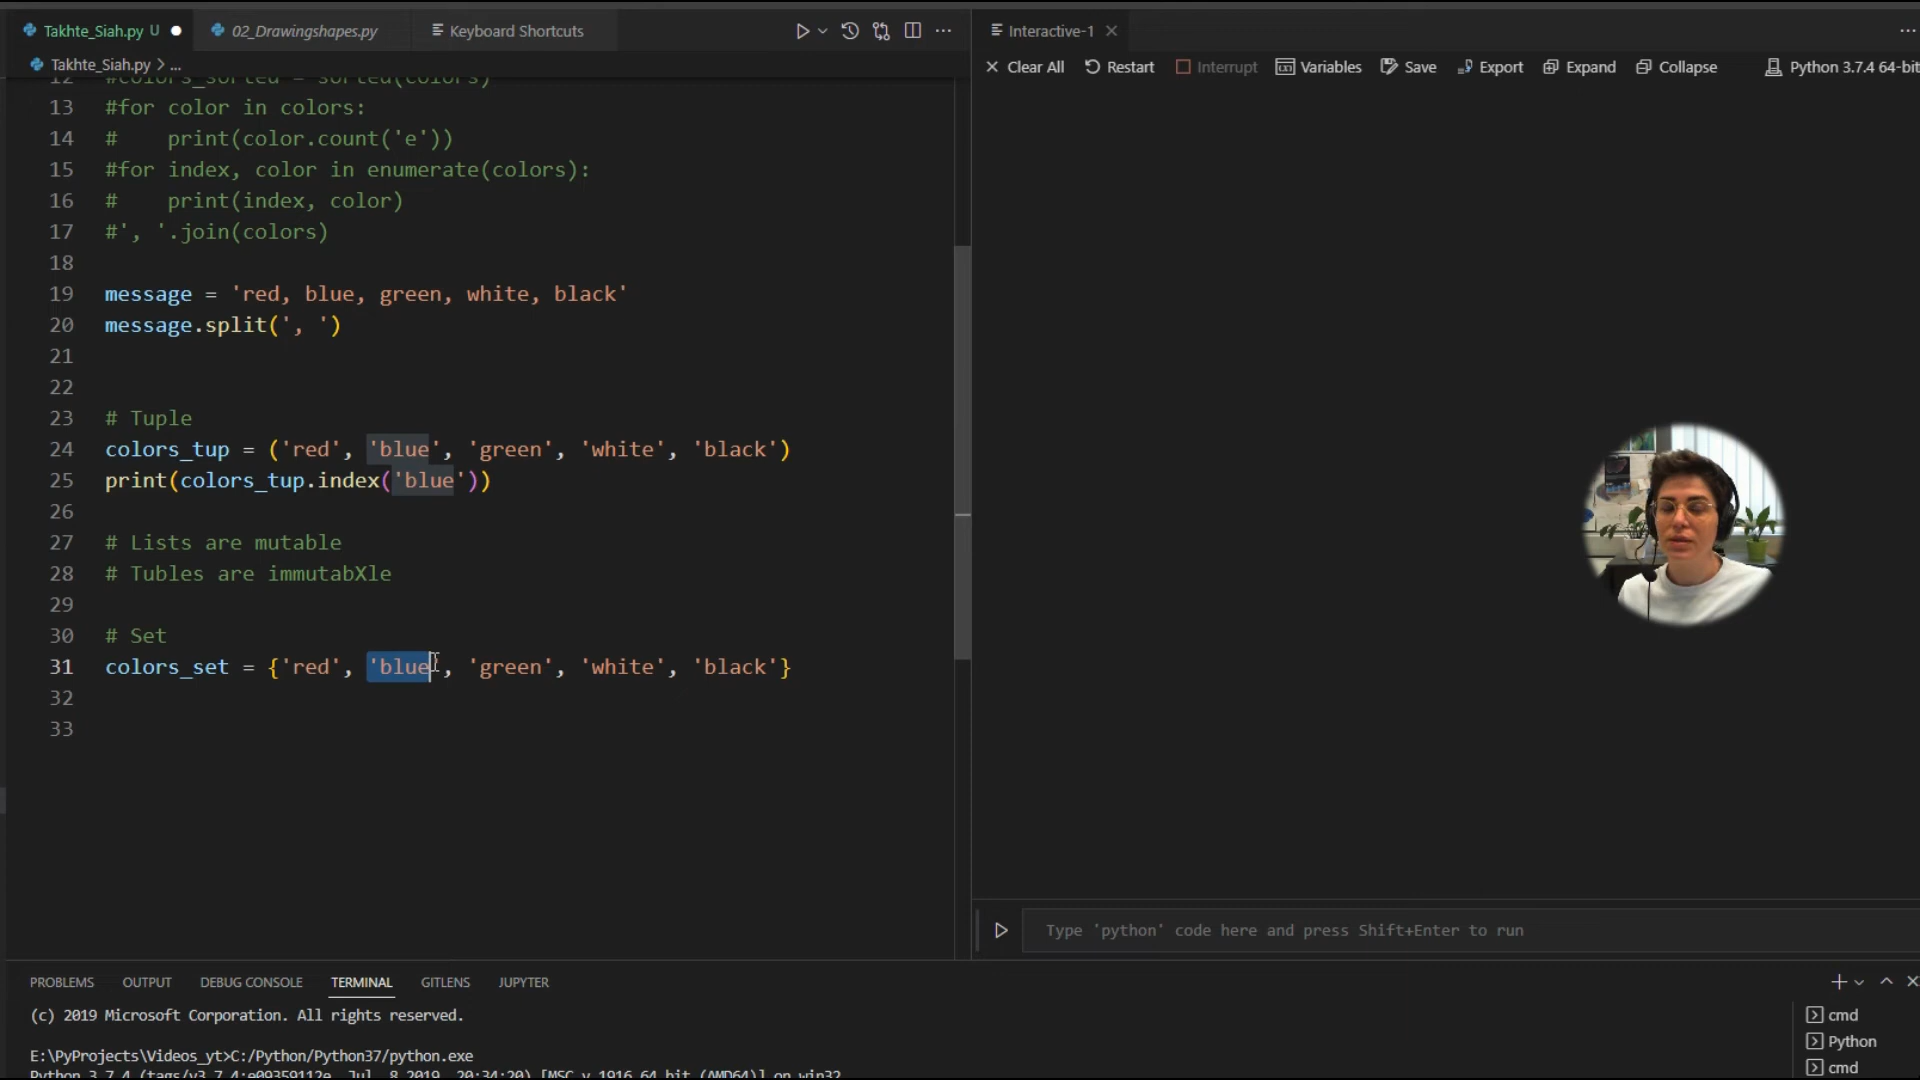 Takhte_Siah.py U
02_Drawingshapes.py
Keyboard Shortcuts
Interactive-1
Takhte_Siah.py > ...
Clear All
Restart
Interrupt
Variables
Save
Export
Expand
Collapse
Python 3.7.4 64-bit
12 #colors_sorted = sorted(colors)
13 #for color in colors:
14 #    print(color.count('e'))
15 #for index, color in enumerate(colors):
16 #    print(index, color)
17 #', '.join(colors)
18
19 message = 'red, blue, green, white, black'
20 message.split(', ')
21
22
23 # Tuple
24 colors_tup = ('red', 'blue', 'green', 'white', 'black')
25 print(colors_tup.index('blue'))
26
27 # Lists are mutable
28 # Tubles are immutabXle
29
30 # Set
31 colors_set = {'red', 'blue', 'green', 'white', 'black'}
32
33
Type 'python' code here and press Shift+Enter to run
PROBLEMS
OUTPUT
DEBUG CONSOLE
TERMINAL
GITLENS
JUPYTER
(c) 2019 Microsoft Corporation. All rights reserved.
E:\PyProjects\Videos_yt>C:/Python/Python37/python.exe
Python 3.7.4 (tags/v3.7.4:e09359112e, Jul  8 2019, 20:34:20) [MSC v.1916 64 bit (AMD64)] on win32
cmd
Python
cmd